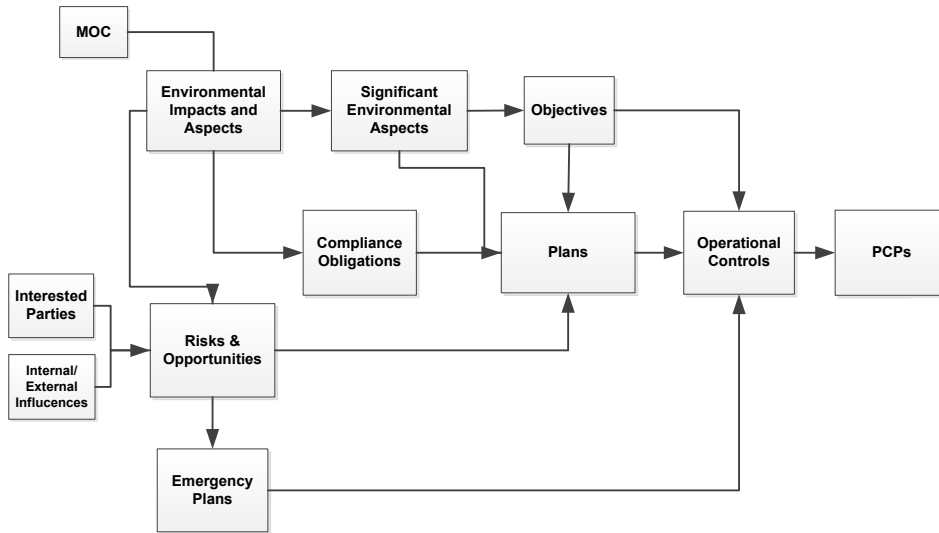 MOC
Environmental
Impacts and
Aspects
Significant
Environmental
Aspects
Objectives
Compliance
Obligations
Plans
Operational
Controls
PCPs
Interested
Parties
Risks &
Opportunities
Internal/
External
Influcences
Emergency
Plans